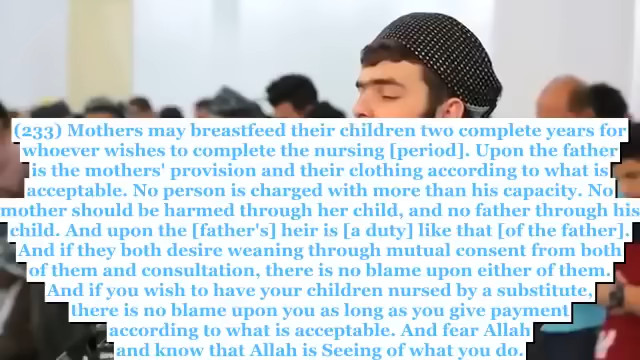 (233) Mothers may breastfeed their children two complete years for
whoever wishes to complete the nursing [period]. Upon the father
is the mothers' provision and their clothing according to what is
acceptable. No person is charged with more than his capacity. No
mother should be harmed through her child, and no father through his
child. And upon the [father's] heir is [a duty] like that [of the father].
And if they both desire weaning through mutual consent from both
of them and consultation, there is no blame upon either of them.
And if you wish to have your children nursed by a substitute,
there is no blame upon you as long as you give payment
according to what is acceptable. And fear Allah
and know that Allah is Seeing of what you do.